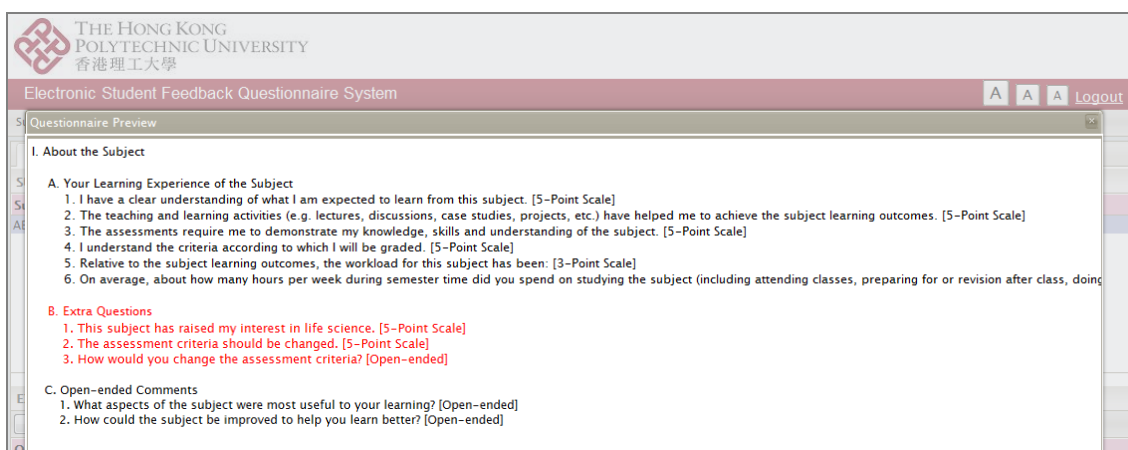 THE HONG KONG
POLYTECHNIC UNIVERSITY
香港理工大學
Electronic Student Feedback Questionnaire System
A A A Logout
Questionnaire Preview
I. About the Subject
A. Your Learning Experience of the Subject
1. I have a clear understanding of what I am expected to learn from this subject. [5-Point Scale]
2. The teaching and learning activities (e.g. lectures, discussions, case studies, projects, etc.) have helped me to achieve the subject learning outcomes. [5-Point Scale]
3. The assessments require me to demonstrate my knowledge, skills and understanding of the subject. [5-Point Scale]
4. I understand the criteria according to which I will be graded. [5-Point Scale]
5. Relative to the subject learning outcomes, the workload for this subject has been: [3-Point Scale]
6. On average, about how many hours per week during semester time did you spend on studying the subject (including attending classes, preparing for or revision after class, doing
B. Extra Questions
1. This subject has raised my interest in life science. [5-Point Scale]
2. The assessment criteria should be changed. [5-Point Scale]
3. How would you change the assessment criteria? [Open-ended]
C. Open-ended Comments
1. What aspects of the subject were most useful to your learning? [Open-ended]
2. How could the subject be improved to help you learn better? [Open-ended]